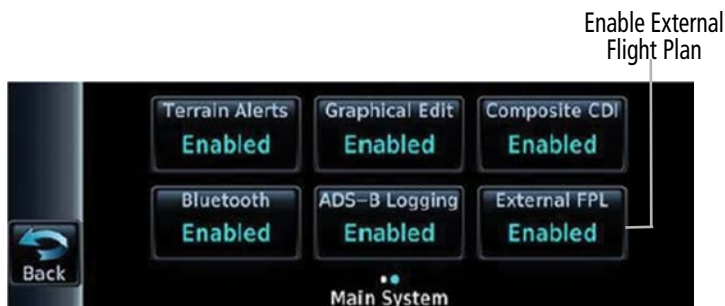 Enable External
Flight Plan
Terrain Alerts
Enabled
Graphical Edit
Enabled
Composite CDI
Enabled
Bluetooth
Enabled
ADS-B Logging
Enabled
External FPL
Enabled
Back
Main System